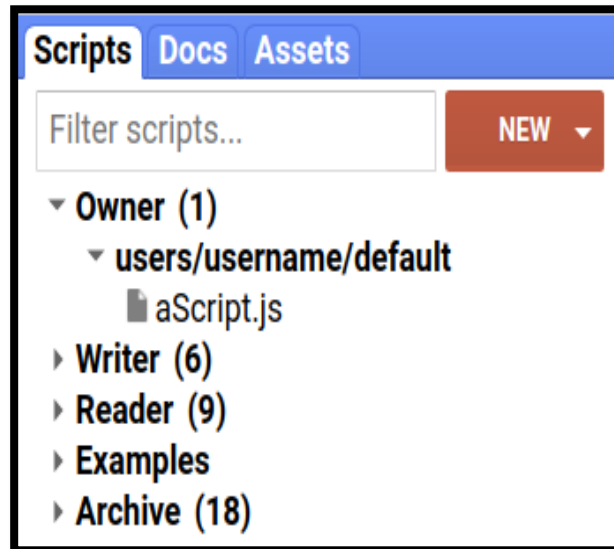 Scripts Docs Assets
Filter scripts... NEW
Owner (1)
users/username/default
aScript.js
Writer (6)
Reader (9)
Examples
Archive (18)